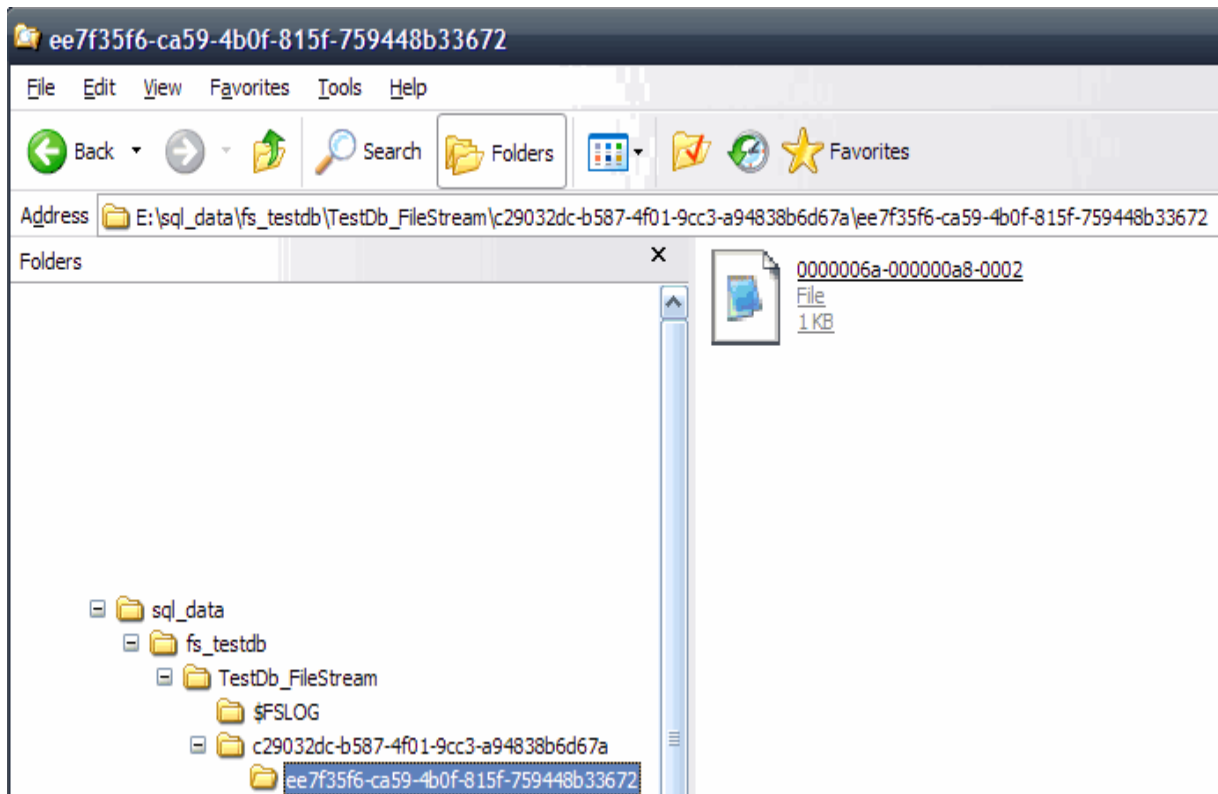 ee7f35f6-ca59-4b0f-815f-759448b33672
File Edit View Favorites Tools Help
Back Search Folders Favorites
Address E:\sql_data\fs_testdb\TestDb_FileStream\c29032dc-b587-4f01-9cc3-a94838b6d67a\ee7f35f6-ca59-4b0f-815f-759448b33672
Folders
0000006a-000000a8-0002
File
1 KB
sql_data
fs_testdb
TestDb_FileStream
$FSLOG
c29032dc-b587-4f01-9cc3-a94838b6d67a
ee7f35f6-ca59-4b0f-815f-759448b33672